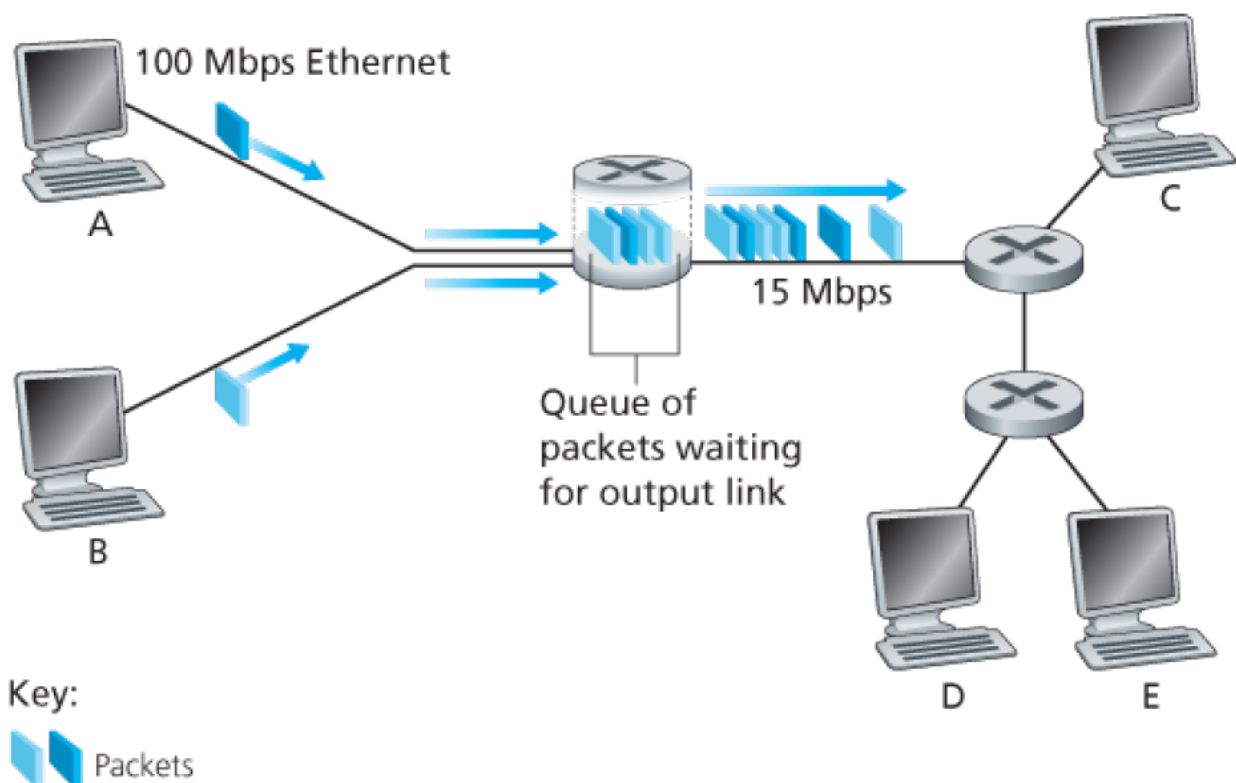 100 Mbps Ethernet
A
C
15 Mbps
Queue of
packets waiting
for output link
B
D
E
Key:
Packets